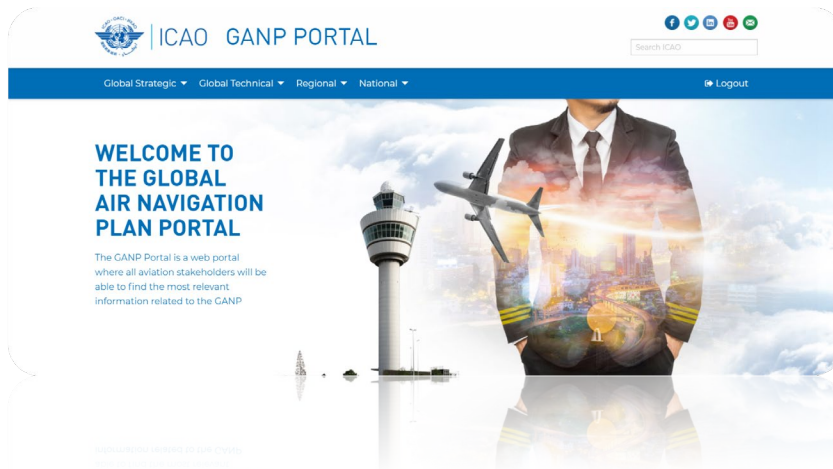 ICAO GANP PORTAL
Search ICAO
Global Strategic Global Technical Regional National Logout
WELCOME TO
THE GLOBAL
AIR NAVIGATION
PLAN PORTAL
The GANP Portal is a web portal
where all aviation stakeholders will be
able to find the most relevant
information related to the GANP